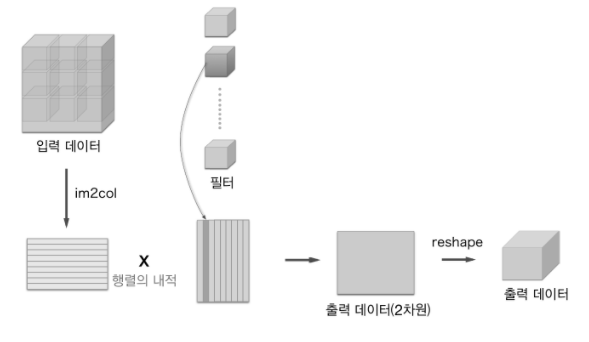 입력 데이터
필터
im2col
X
행렬의 내적
reshape
출력 데이터(2차원)
출력 데이터